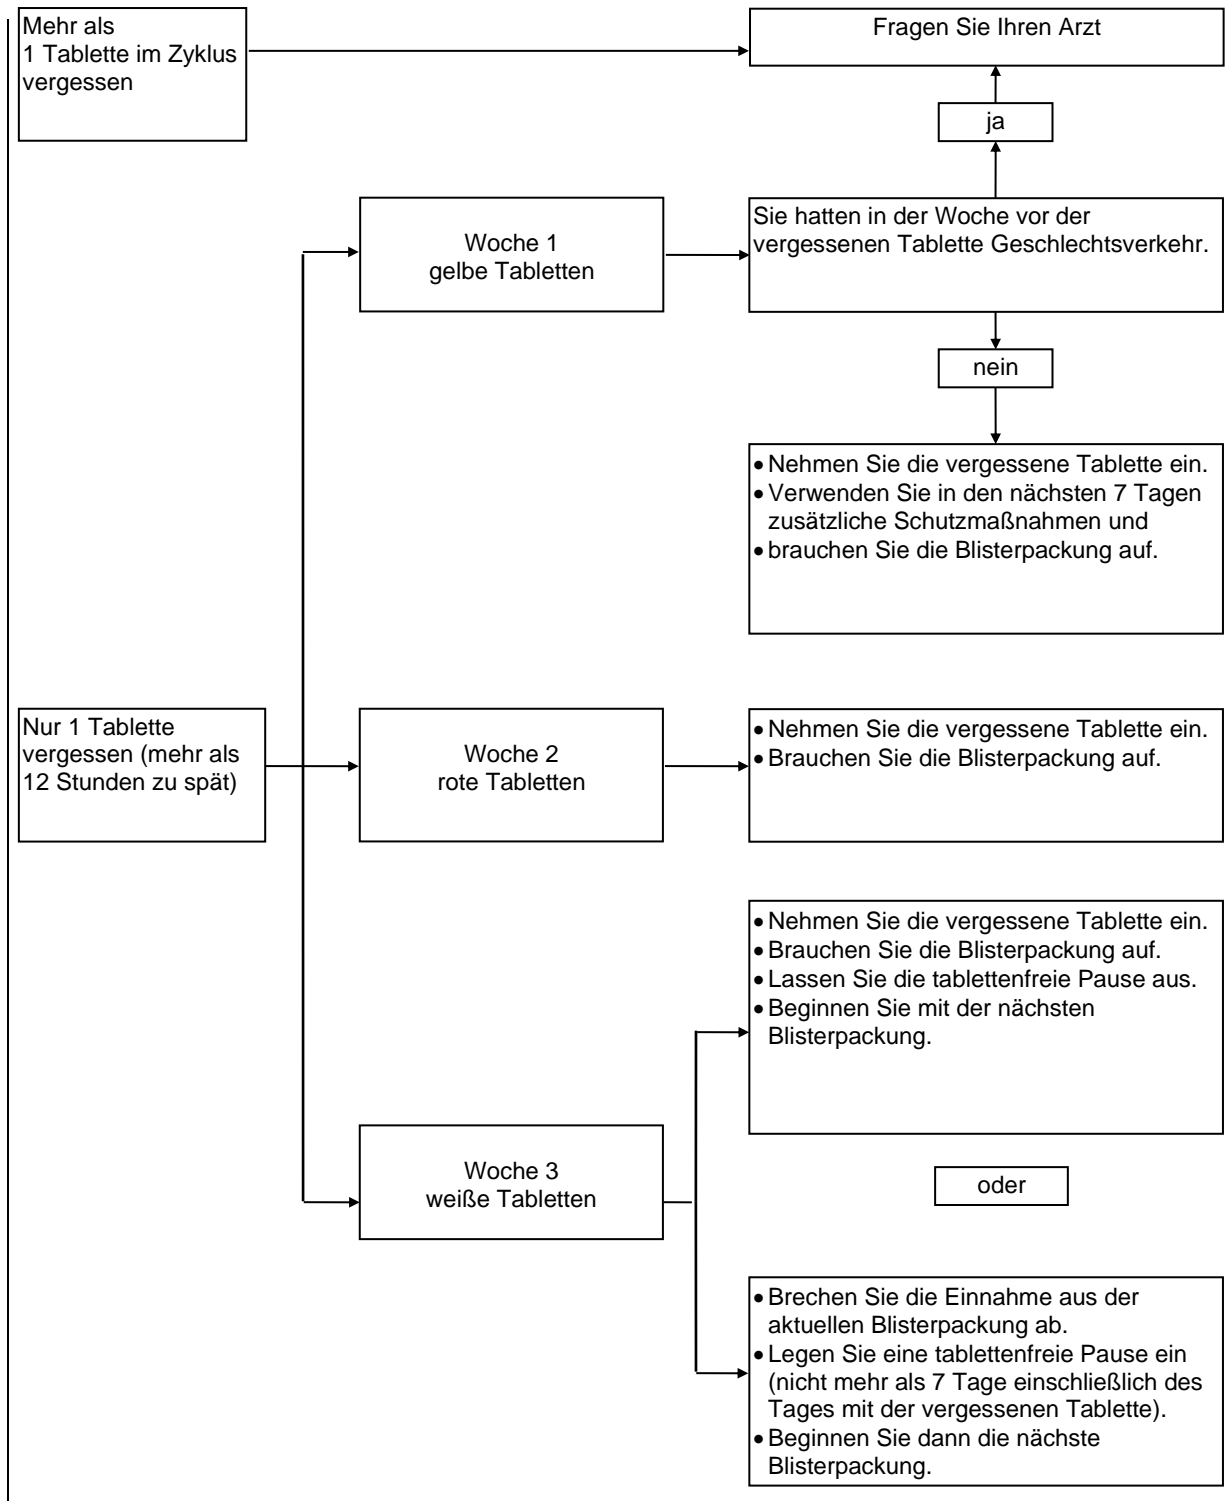 Mehr als
1 Tablette im Zyklus
vergessen
Fragen Sie Ihren Arzt
ja
Woche 1
gelbe Tabletten
Sie hatten in der Woche vor der
vergessenen Tablette Geschlechtsverkehr.
nein
• Nehmen Sie die vergessene Tablette ein.
• Verwenden Sie in den nächsten 7 Tagen
zusätzliche Schutzmaßnahmen und
• brauchen Sie die Blisterpackung auf.
Nur 1 Tablette
vergessen (mehr als
12 Stunden zu spät)
Woche 2
rote Tabletten
• Nehmen Sie die vergessene Tablette ein.
• Brauchen Sie die Blisterpackung auf.
• Nehmen Sie die vergessene Tablette ein.
• Brauchen Sie die Blisterpackung auf.
• Lassen Sie die tablettenfreie Pause aus.
• Beginnen Sie mit der nächsten
Blisterpackung.
Woche 3
weiße Tabletten
oder
• Brechen Sie die Einnahme aus der
aktuellen Blisterpackung ab.
• Legen Sie eine tablettenfreie Pause ein
(nicht mehr als 7 Tage einschließlich des
Tages mit der vergessenen Tablette).
• Beginnen Sie dann die nächste
Blisterpackung.